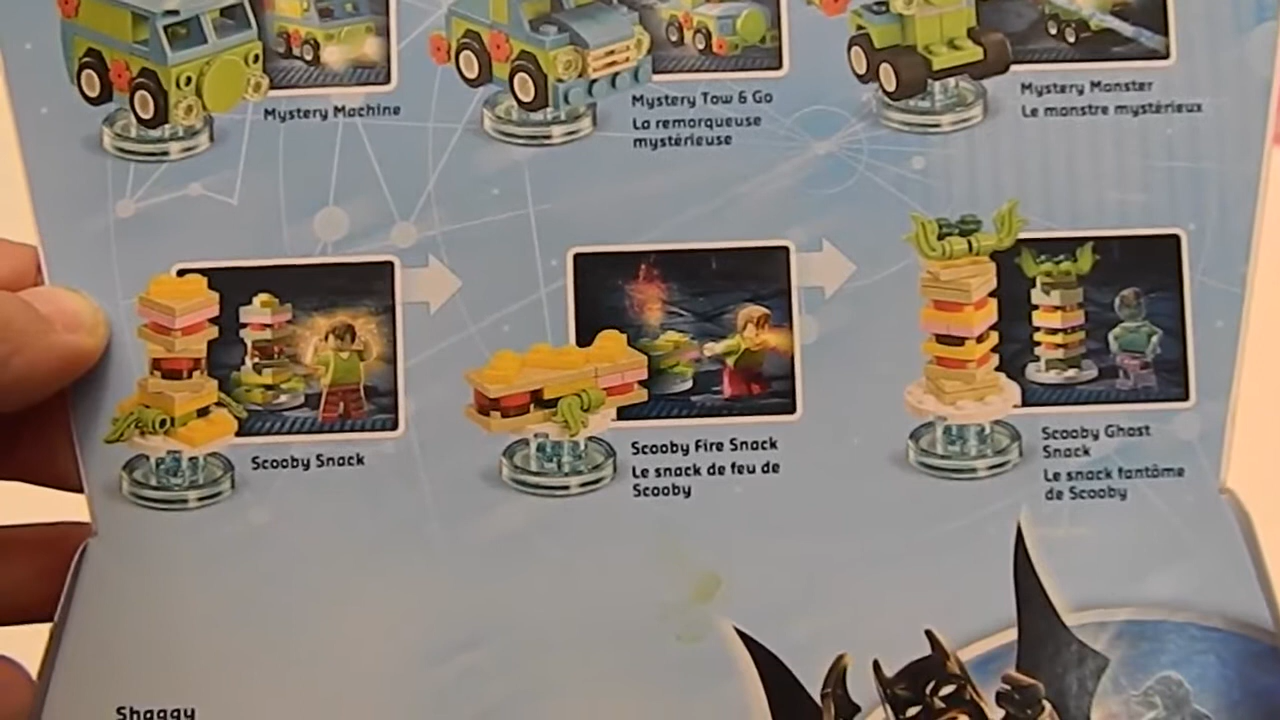 Mystery Machine
Mystery Tow & Go
La remorqueuse
mystérieuse
Mystery Monster
Le monstre mystérieux
Scooby Snack
Scooby Fire Snack
Le snack de feu de
Scooby
Scooby Ghost
Snack
Le snack fantôme
de Scooby
Shaggy